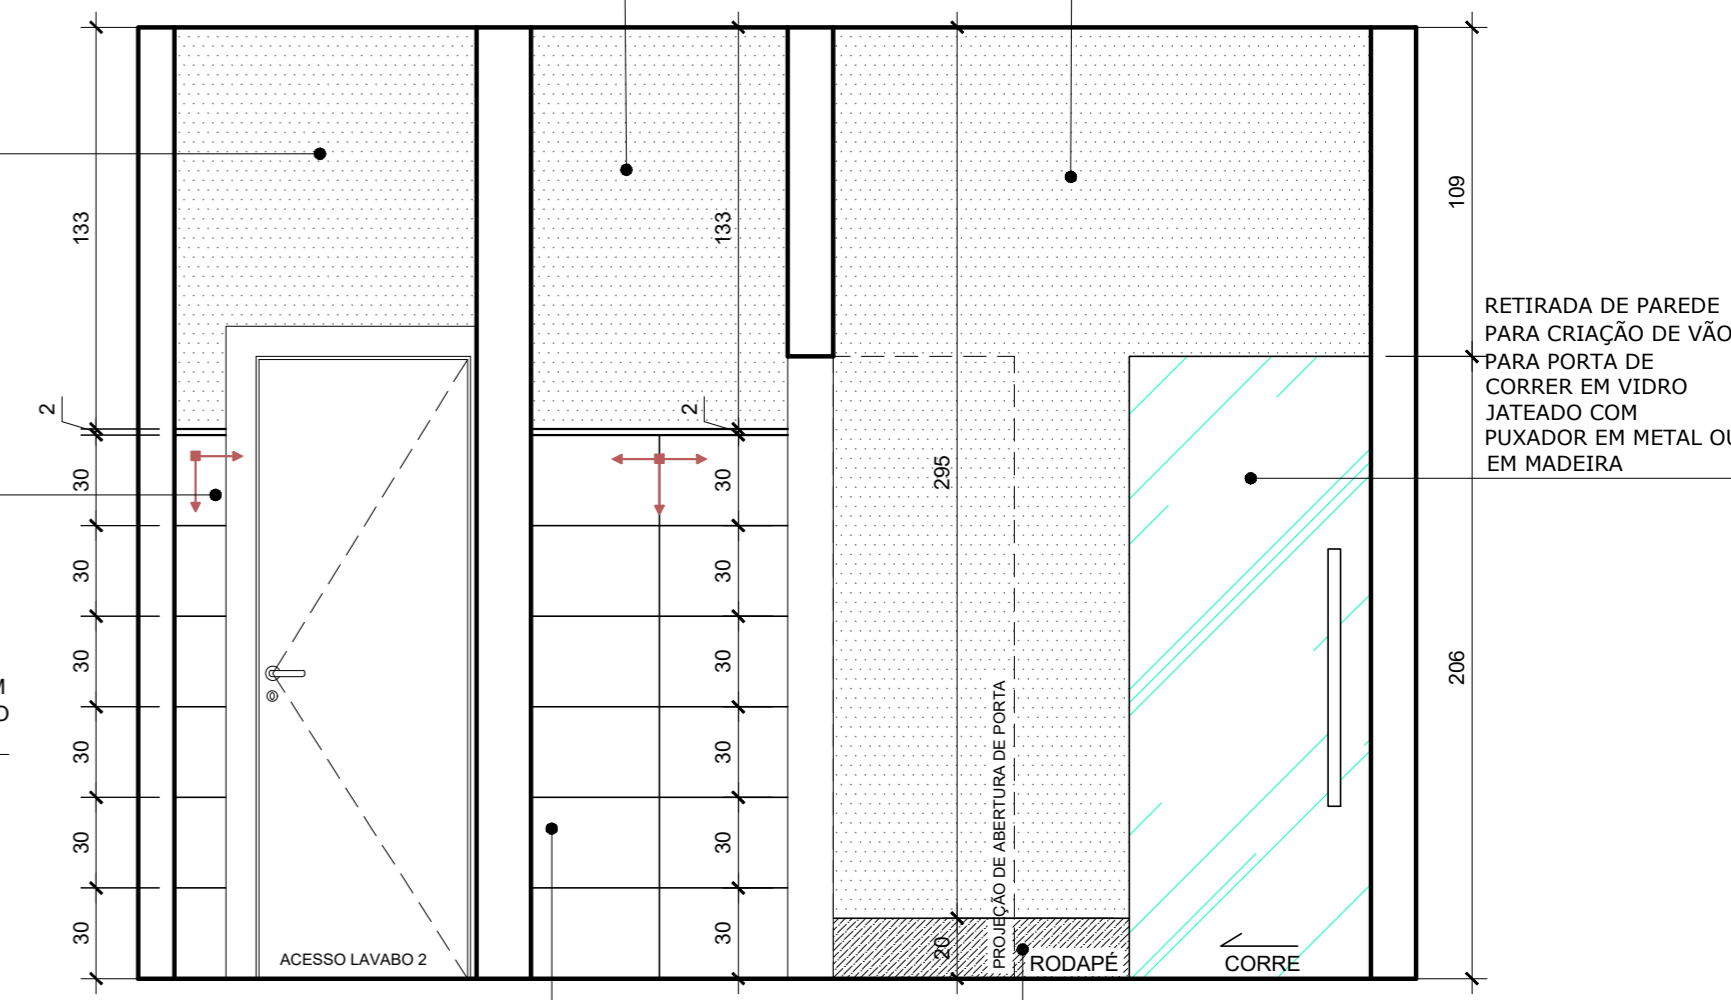 133
2
30
30
30
30
30
30
M
O
ACESSO LAVABO 2
133
2
30
30
30
30
30
30
295
20
PROJEÇÃO DE ABERTURA DE PORTA
RODAPÉ
CORRE
109
206
RETIRADA DE PAREDE
PARA CRIAÇÃO DE VÃO
PARA PORTA DE
CORRER EM VIDRO
JATEADO COM
PUXADOR EM METAL OU
EM MADEIRA